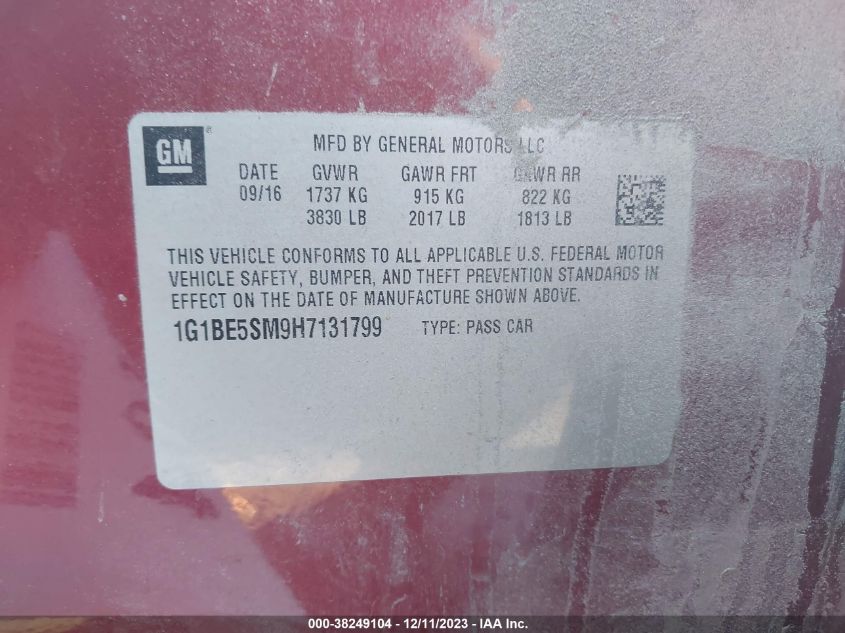 GM ®
MFD BY GENERAL MOTORS LLC
DATE GVWR GAWR FRT GAWR RR
09/16 1737 KG 915 KG 822 KG
3830 LB 2017 LB 1813 LB
THIS VEHICLE CONFORMS TO ALL APPLICABLE U.S. FEDERAL MOTOR
VEHICLE SAFETY, BUMPER, AND THEFT PREVENTION STANDARDS IN
EFFECT ON THE DATE OF MANUFACTURE SHOWN ABOVE.
1G1BE5SM9H7131799 TYPE: PASS CAR
000-38249104 - 12/11/2023 - IAA Inc.